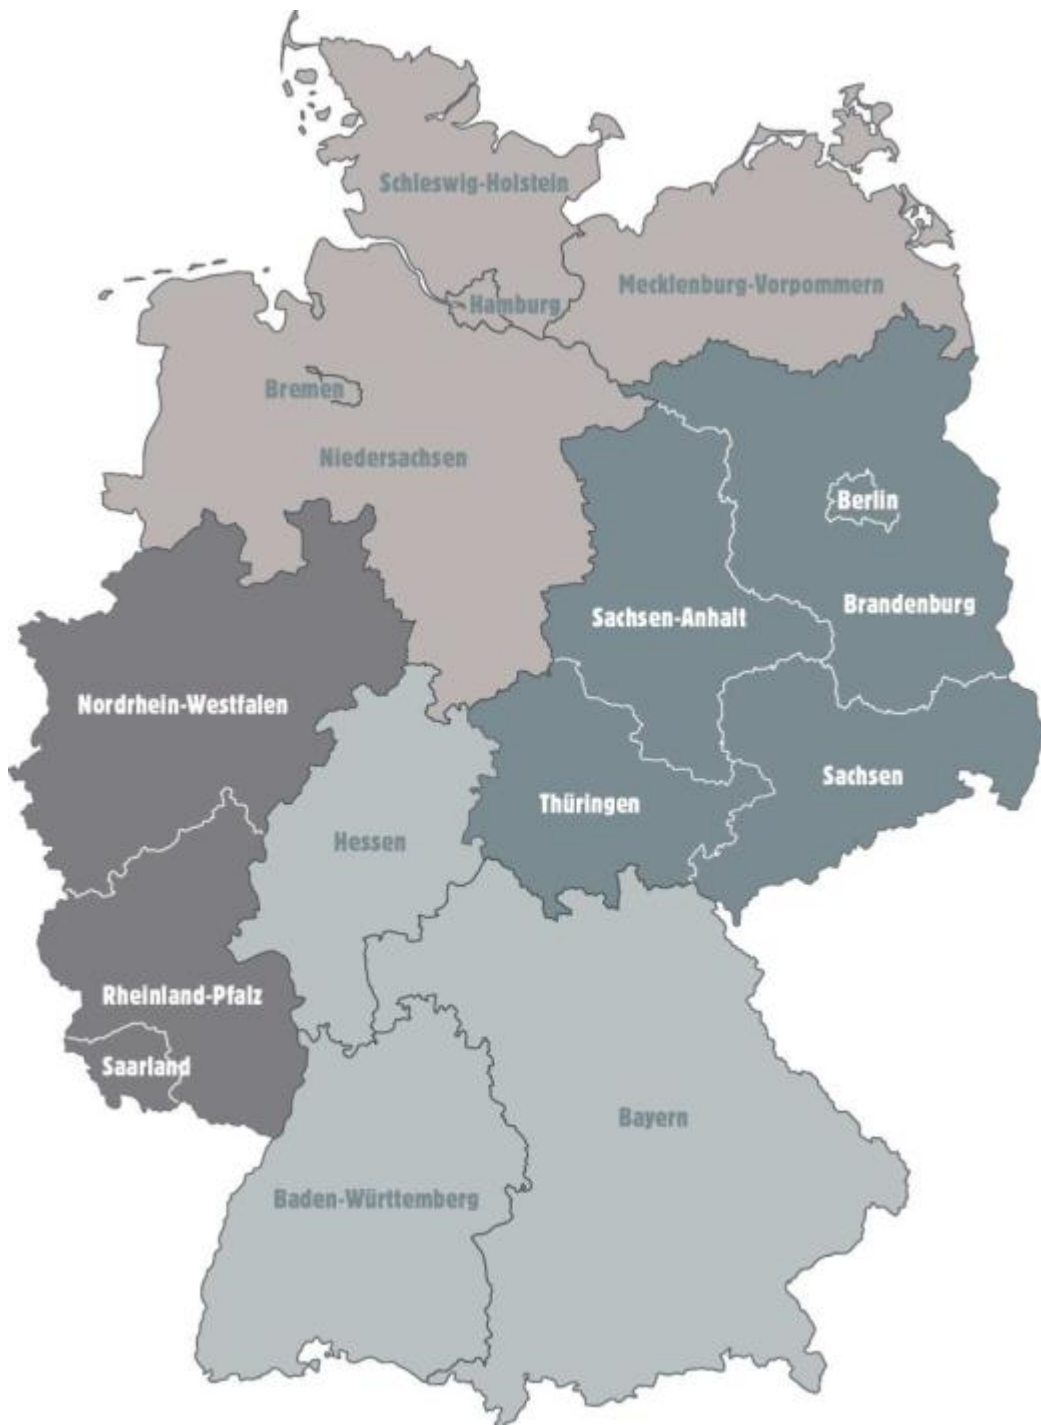 Schleswig-Holstein
Mecklenburg-Vorpommern
Hamburg
Bremen
Niedersachsen
Berlin
Brandenburg
Sachsen-Anhalt
Nordrhein-Westfalen
Sachsen
Thüringen
Hessen
Rheinland-Pfalz
Saarland
Bayern
Baden-Württemberg